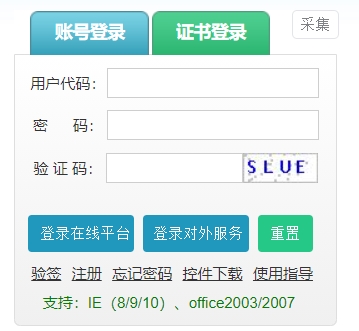 账号登录 证书登录 采集
用户代码：
密 码：
验 证 码： SLUE
登录在线平台 登录对外服务 重置
验签 注册 忘记密码 控件下载 使用指导
支持：IE（8/9/10）、office2003/2007